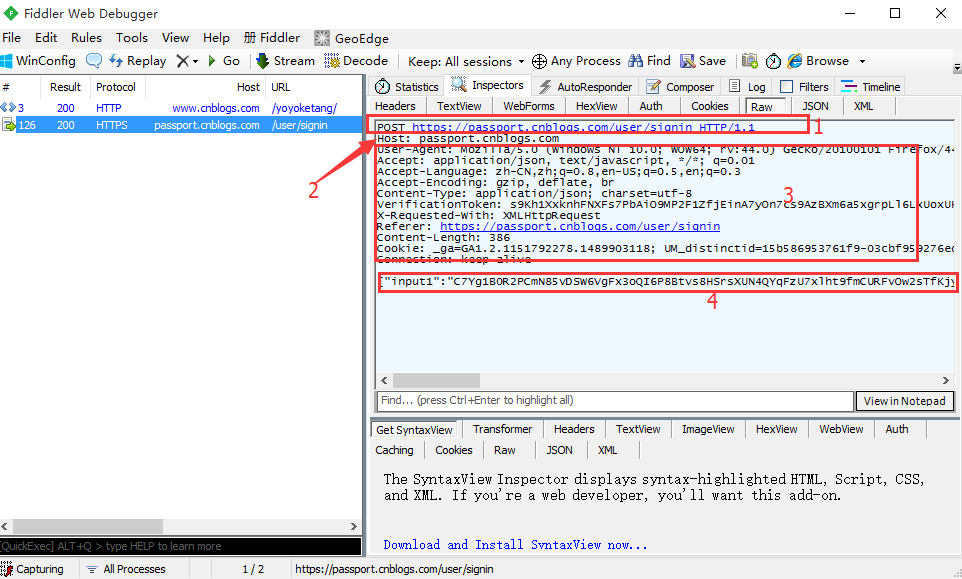 Fiddler Web Debugger
File Edit Rules Tools View Help 册 Fiddler GeoEdge
WinConfig Replay Go Stream Decode Keep: All sessions Any Process Find Save Browse
# Result Protocol Host URL
3 200 HTTP www.cnblogs.com /yoyoketang/
126 200 HTTPS passport.cnblogs.com /user/signin
Statistics Inspectors AutoResponder Composer Log Filters Timeline
Headers TextView WebForms HexView Auth Cookies Raw JSON XML
POST https://passport.cnblogs.com/user/signin HTTP/1.1
1
Host: passport.cnblogs.com
User-Agent: Mozilla/5.0 (Windows NT 10.0; WOW64; rv:44.0) Gecko/20100101 Firefox/44
Accept: application/json, text/javascript, */*; q=0.01
Accept-Language: zh-CN,zh;q=0.8,en-US;q=0.5,en;q=0.3
Accept-Encoding: gzip, deflate, br
2
Content-Type: application/json; charset=utf-8
3
VerificationToken:
X-Requested-With: XMLHttpRequest
Referer: https://passport.cnblogs.com/user/signin
Content-Length: 386
Cookie: _ga=GA1.2.1151792278.1489903118;
Connection: keep-alive
{"input1":
4
Find... (press Ctrl+Enter to highlight all) View in Notepad
Get SyntaxView Transformer Headers TextView ImageView HexView WebView Auth
Caching Cookies Raw JSON XML
The SyntaxView Inspector displays syntax-highlighted HTML, Script, CSS,
and XML. If you're a web developer, you'll want this add-on.
Download and Install SyntaxView now...
[QuickExec] ALT+Q > type HELP to learn more
Capturing All Processes 1 / 2 https://passport.cnblogs.com/user/signin